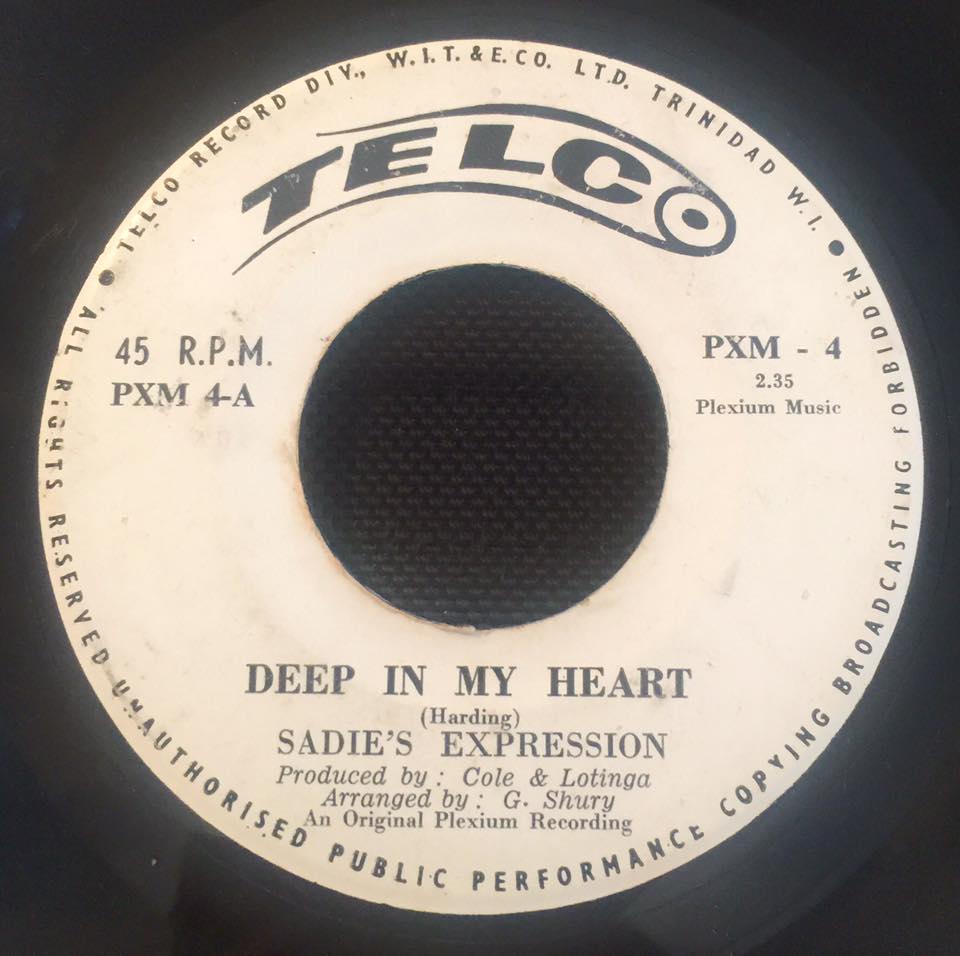 TELCO RECORD DIV., W.I.T. & E.CO. LTD. TRINIDAD W.I.
TELCO
45 R.P.M.
PXM 4-A
PXM - 4
2.35
Plexium Music
DEEP IN MY HEART
(Harding)
SADIE'S EXPRESSION
Produced by : Cole & Lotinga
Arranged by : G. Shury
An Original Plexium Recording
ALL RIGHTS RESERVED UNAUTHORISED PUBLIC PERFORMANCE COPYING BROADCASTING FORBIDDEN